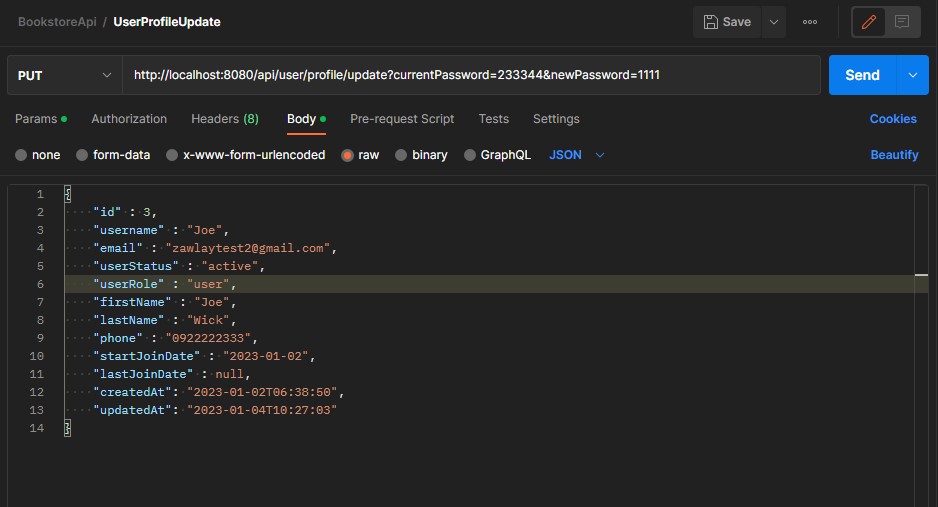 BookstoreApi / UserProfileUpdate
Save
PUT
http://localhost:8080/api/user/profile/update?currentPassword=233344&newPassword=1111
Send
Params
Authorization
Headers (8)
Body
Pre-request Script
Tests
Settings
Cookies
none
form-data
x-www-form-urlencoded
raw
binary
GraphQL
JSON
Beautify
1 {
2 "id" : 3,
3 "username" : "Joe",
4 "email" : "zawlaytest2@gmail.com",
5 "userStatus" : "active",
6 "userRole" : "user",
7 "firstName" : "Joe",
8 "lastName" : "Wick",
9 "phone" : "0922222333",
10 "startJoinDate" : "2023-01-02",
11 "lastJoinDate" : null,
12 "createdAt": "2023-01-02T06:38:50",
13 "updatedAt": "2023-01-04T10:27:03"
14 }